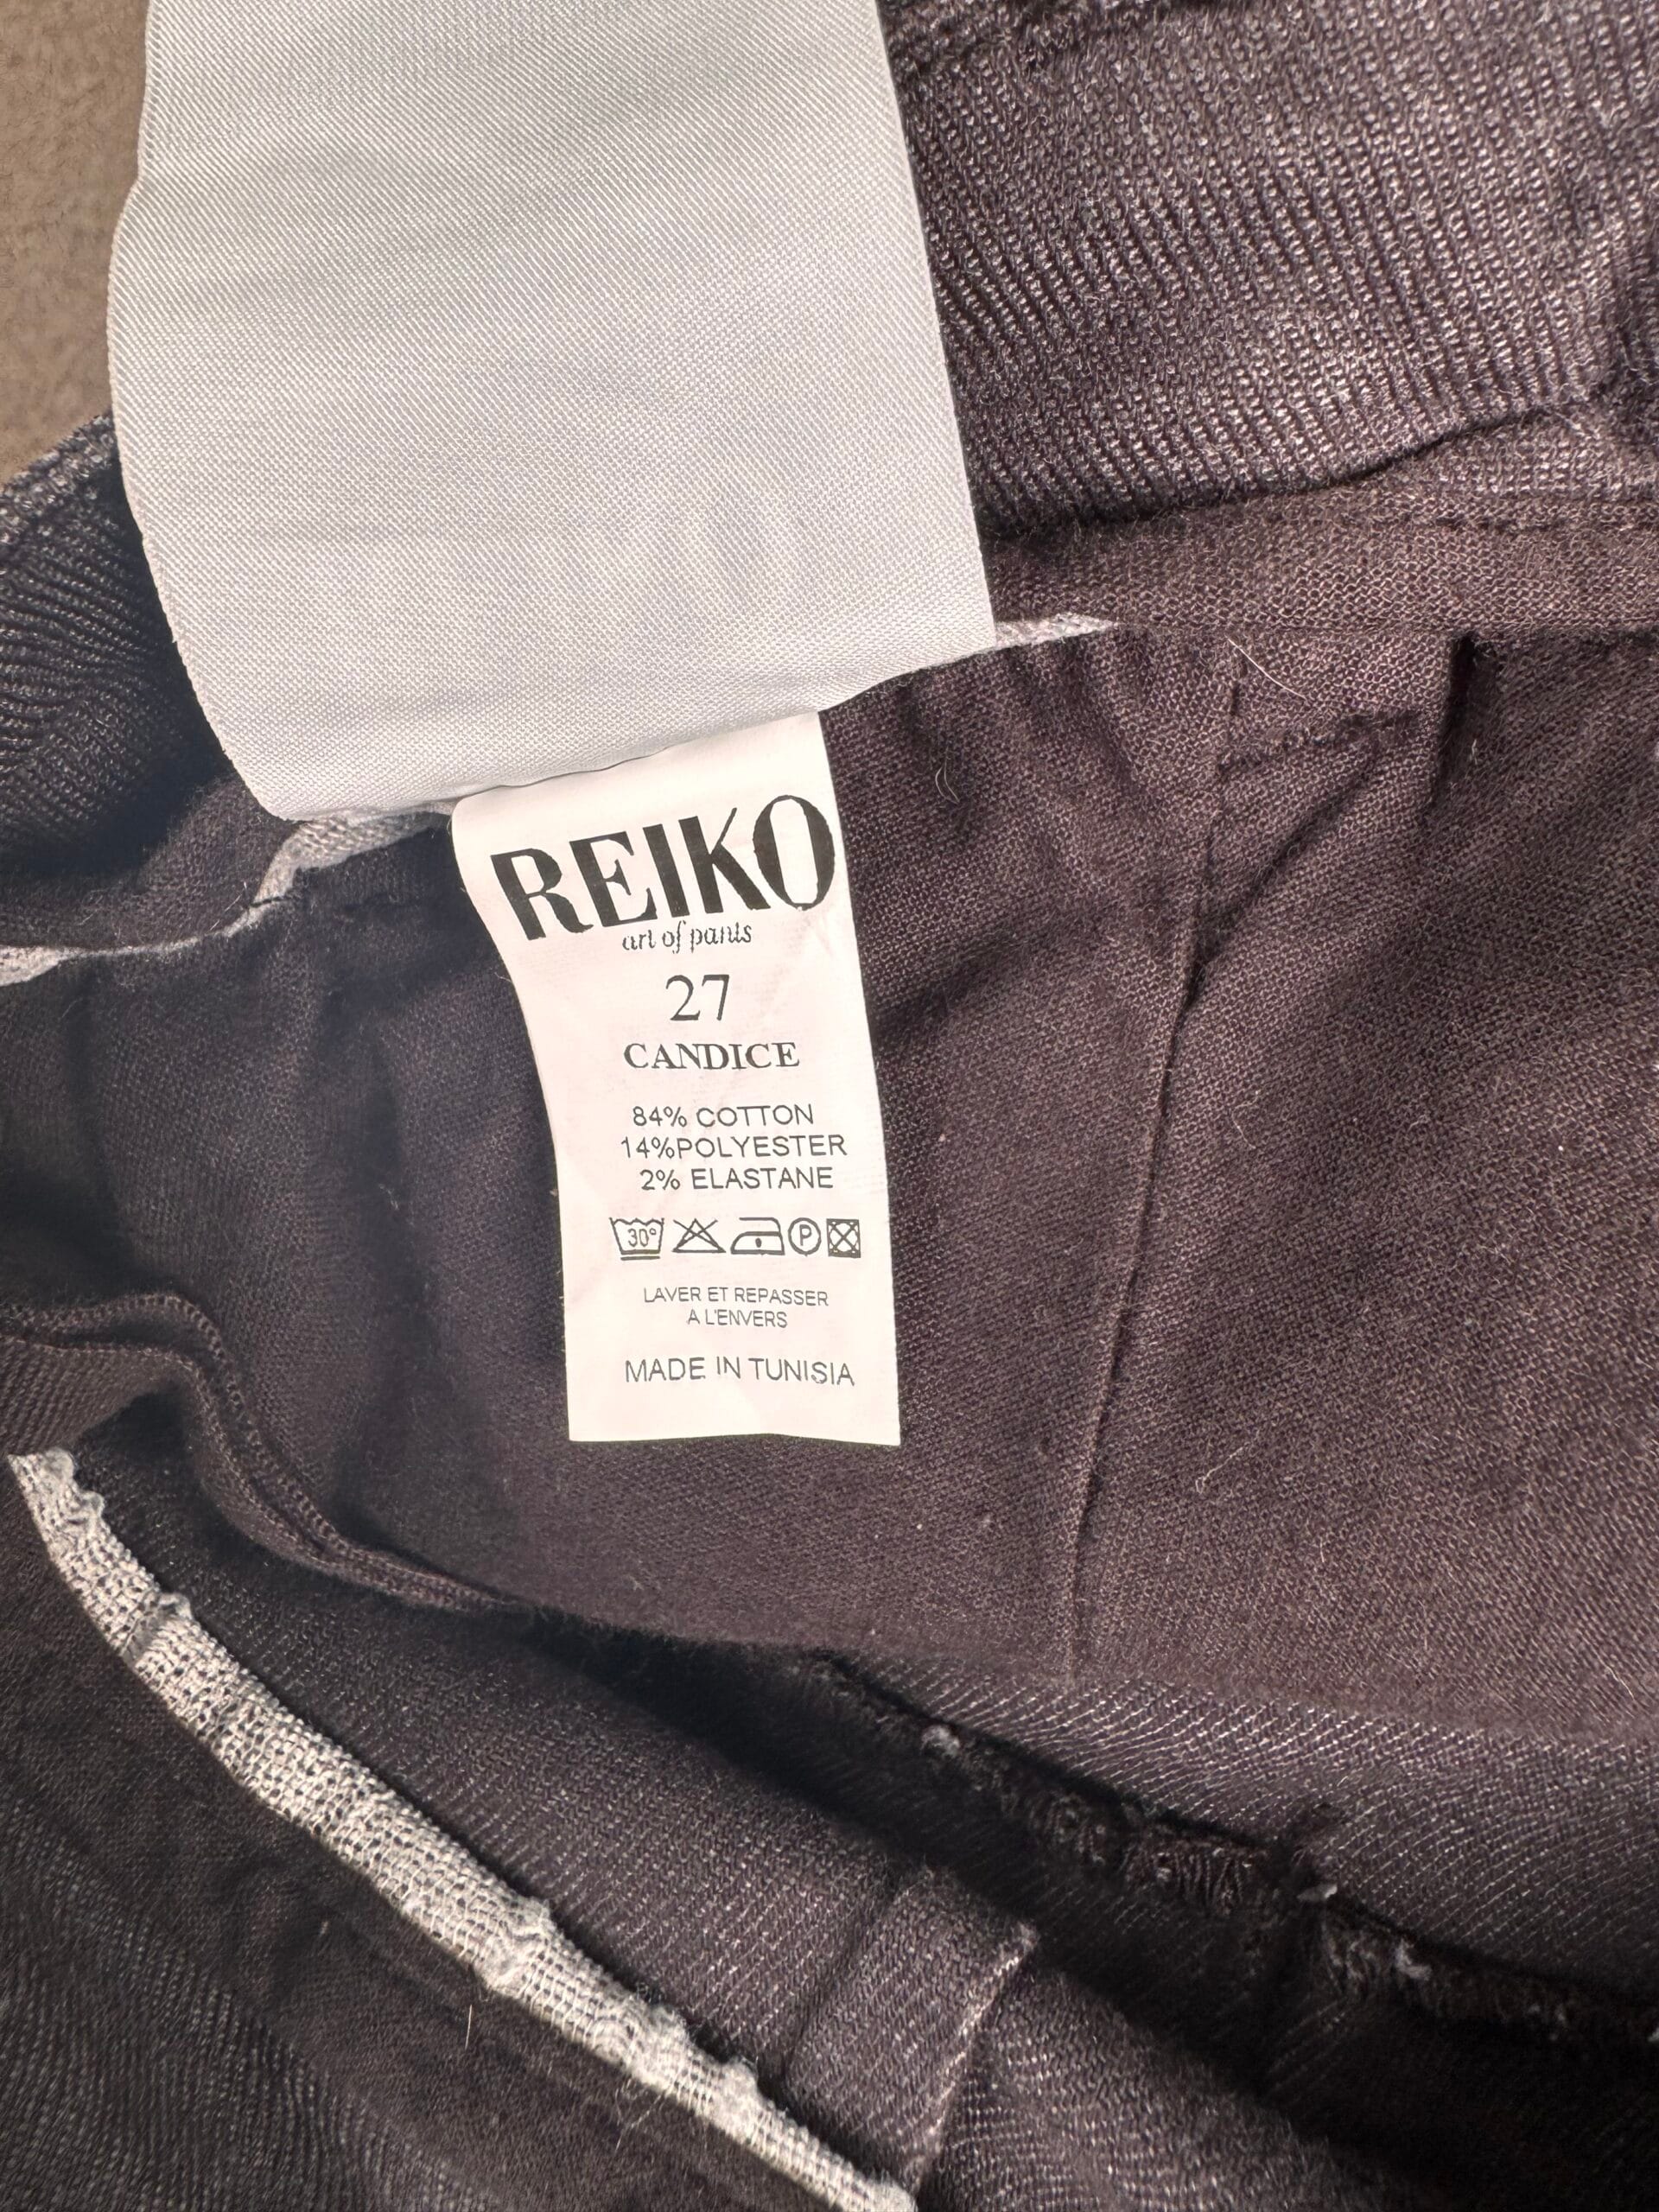 REIKO
art of pants
27
CANDICE
84% COTTON
14%POLYESTER
2% ELASTANE
30° P
LAVER ET REPASSER
A L'ENVERS
MADE IN TUNISIA